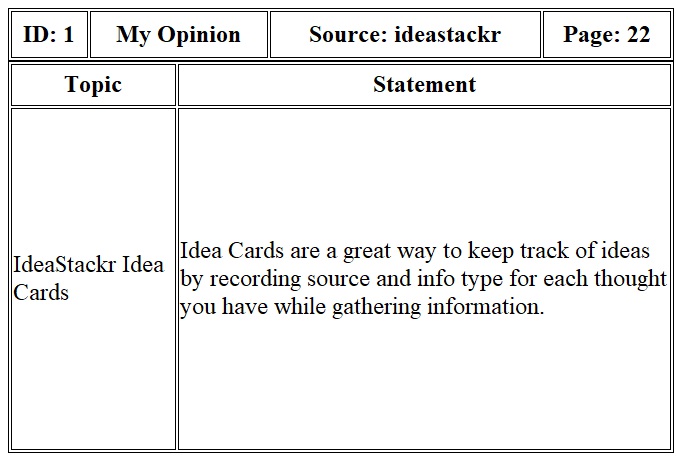 ID: 1 My Opinion Source: ideastackr Page: 22
Topic Statement
IdeaStackr Idea
Cards
Idea Cards are a great way to keep track of ideas
by recording source and info type for each thought
you have while gathering information.